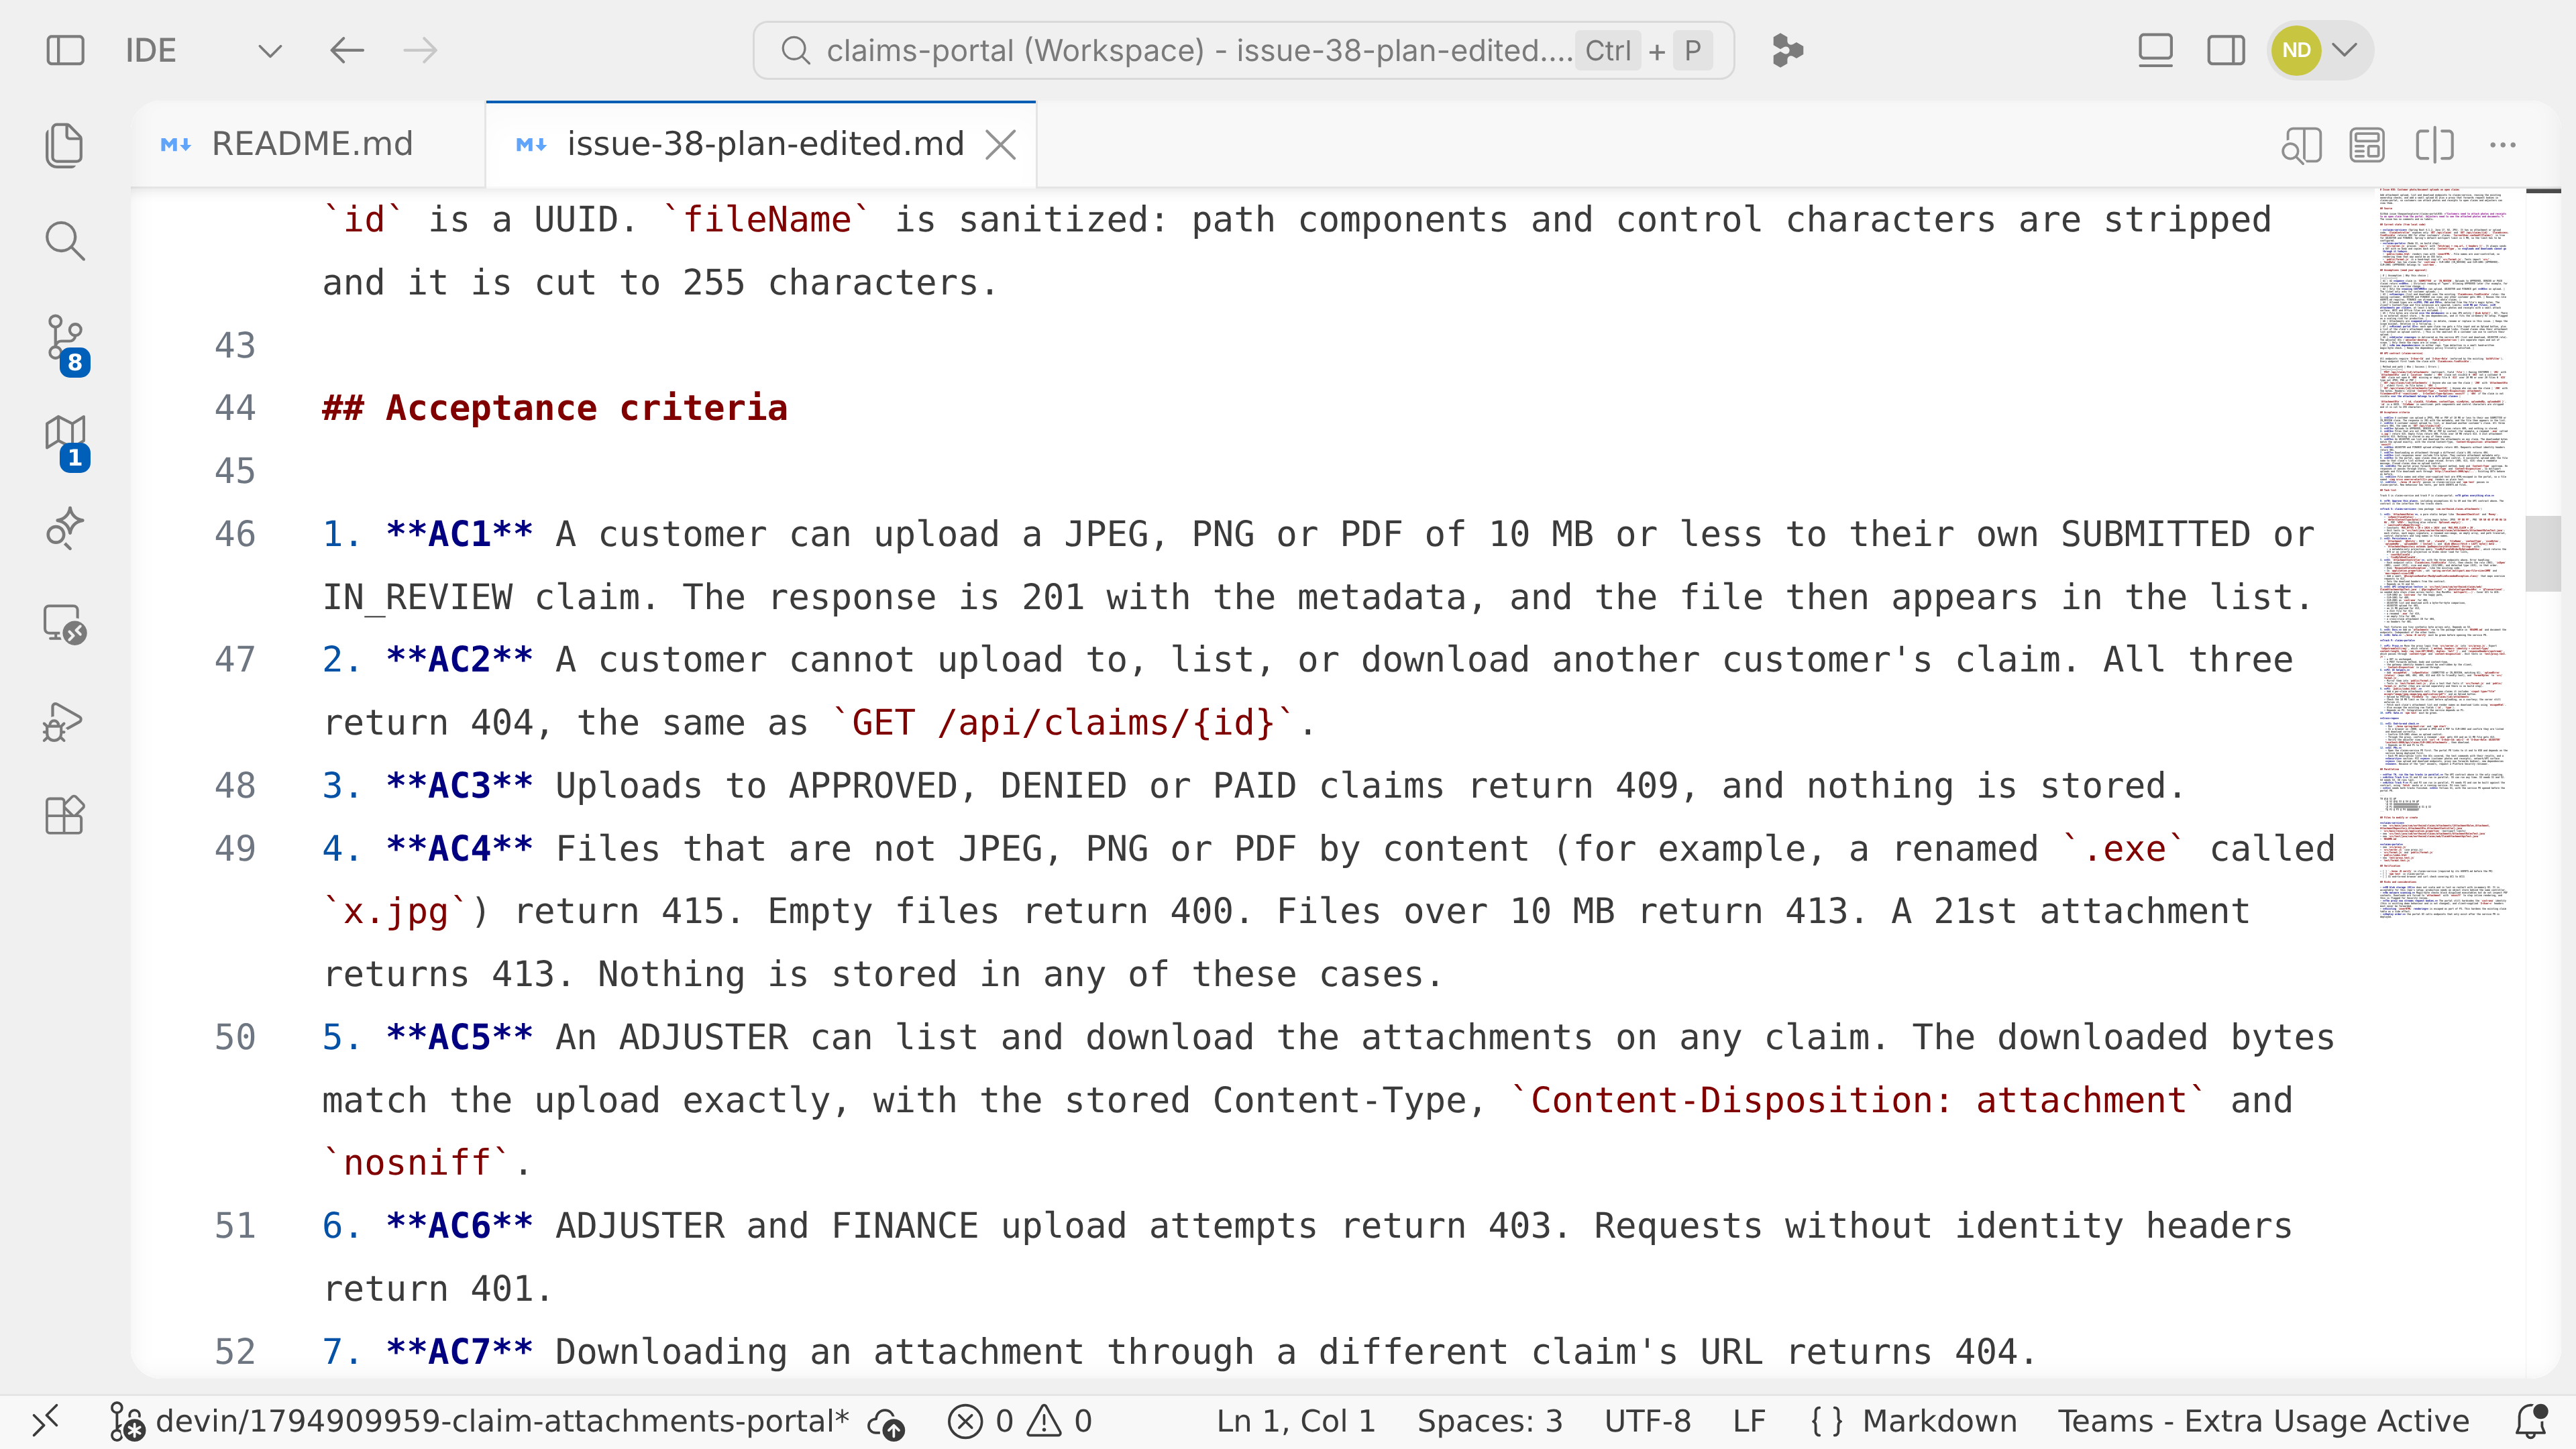 IDE
claims-portal (Workspace) - issue-38-plan-edited.... Ctrl + P
ND
README.md
issue-38-plan-edited.md
8
1
`id` is a UUID. `fileName` is sanitized: path components and control characters are stripped
and it is cut to 255 characters.
43
44 ## Acceptance criteria
45
46 1. **AC1** A customer can upload a JPEG, PNG or PDF of 10 MB or less to their own SUBMITTED or
IN_REVIEW claim. The response is 201 with the metadata, and the file then appears in the list.
47 2. **AC2** A customer cannot upload to, list, or download another customer's claim. All three
return 404, the same as `GET /api/claims/{id}`.
48 3. **AC3** Uploads to APPROVED, DENIED or PAID claims return 409, and nothing is stored.
49 4. **AC4** Files that are not JPEG, PNG or PDF by content (for example, a renamed `.exe` called
`x.jpg`) return 415. Empty files return 400. Files over 10 MB return 413. A 21st attachment
returns 413. Nothing is stored in any of these cases.
50 5. **AC5** An ADJUSTER can list and download the attachments on any claim. The downloaded bytes
match the upload exactly, with the stored Content-Type, `Content-Disposition: attachment` and
`nosniff`.
51 6. **AC6** ADJUSTER and FINANCE upload attempts return 403. Requests without identity headers
return 401.
52 7. **AC7** Downloading an attachment through a different claim's URL returns 404.
devin/1794909959-claim-attachments-portal* 0 0 Ln 1, Col 1 Spaces: 3 UTF-8 LF {} Markdown Teams - Extra Usage Active